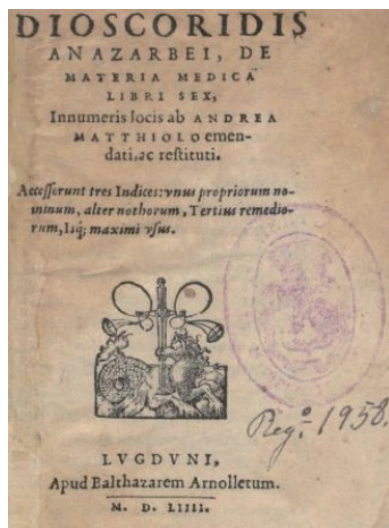 DIOSCORIDIS
ANAZARBEI, DE
MATERIA MEDICA
LIBRI SEX,
Innumeris locis ab ANDREA
MATTHIOLO emen-
dati, ac restituti.
Accesserunt tres Indices: vnus propriorum no-
minum, alter nothorum, Tertius remedio-
rum, Isq; maximi vsus.
Reg.º 1958.
LVGDVNI,
Apud Balthazarem Arnolletum.
M. D. LIIII.